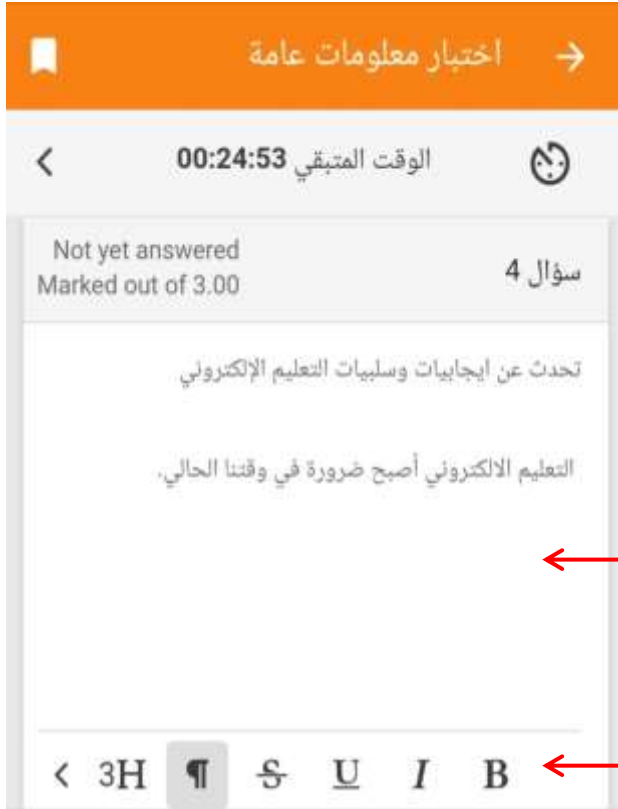 اختبار معلومات عامة
الوقت المتبقي 00:24:53
سؤال 4
Not yet answered
Marked out of 3.00
تحدث عن ايجابيات وسلبيات التعليم الإلكتروني
التعليم الالكتروني أصبح ضرورة في وقتنا الحالي.
B I U S ¶ 3H